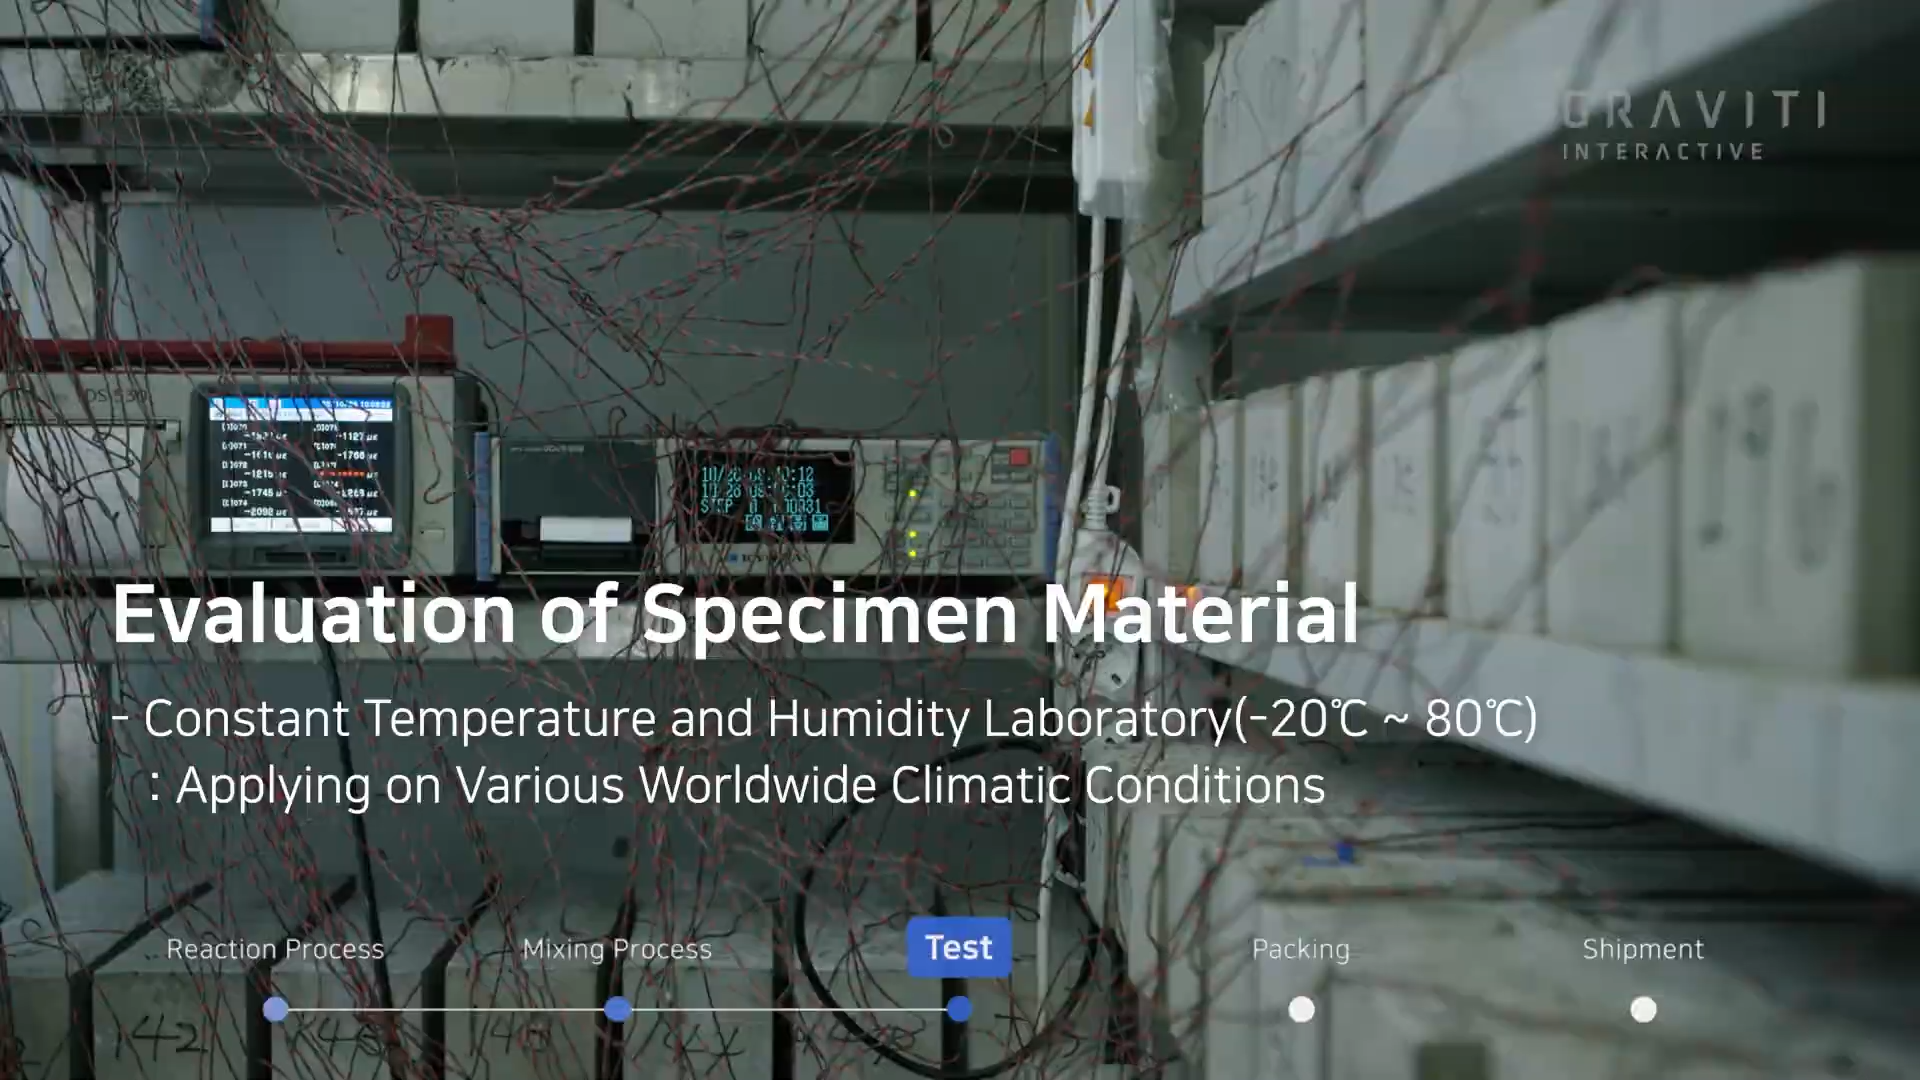 GRAVITI
INTERACTIVE
Evaluation of Specimen Material
- Constant Temperature and Humidity Laboratory(-20℃ ~ 80℃)
: Applying on Various Worldwide Climatic Conditions
Reaction Process
Mixing Process
Test
Packing
Shipment